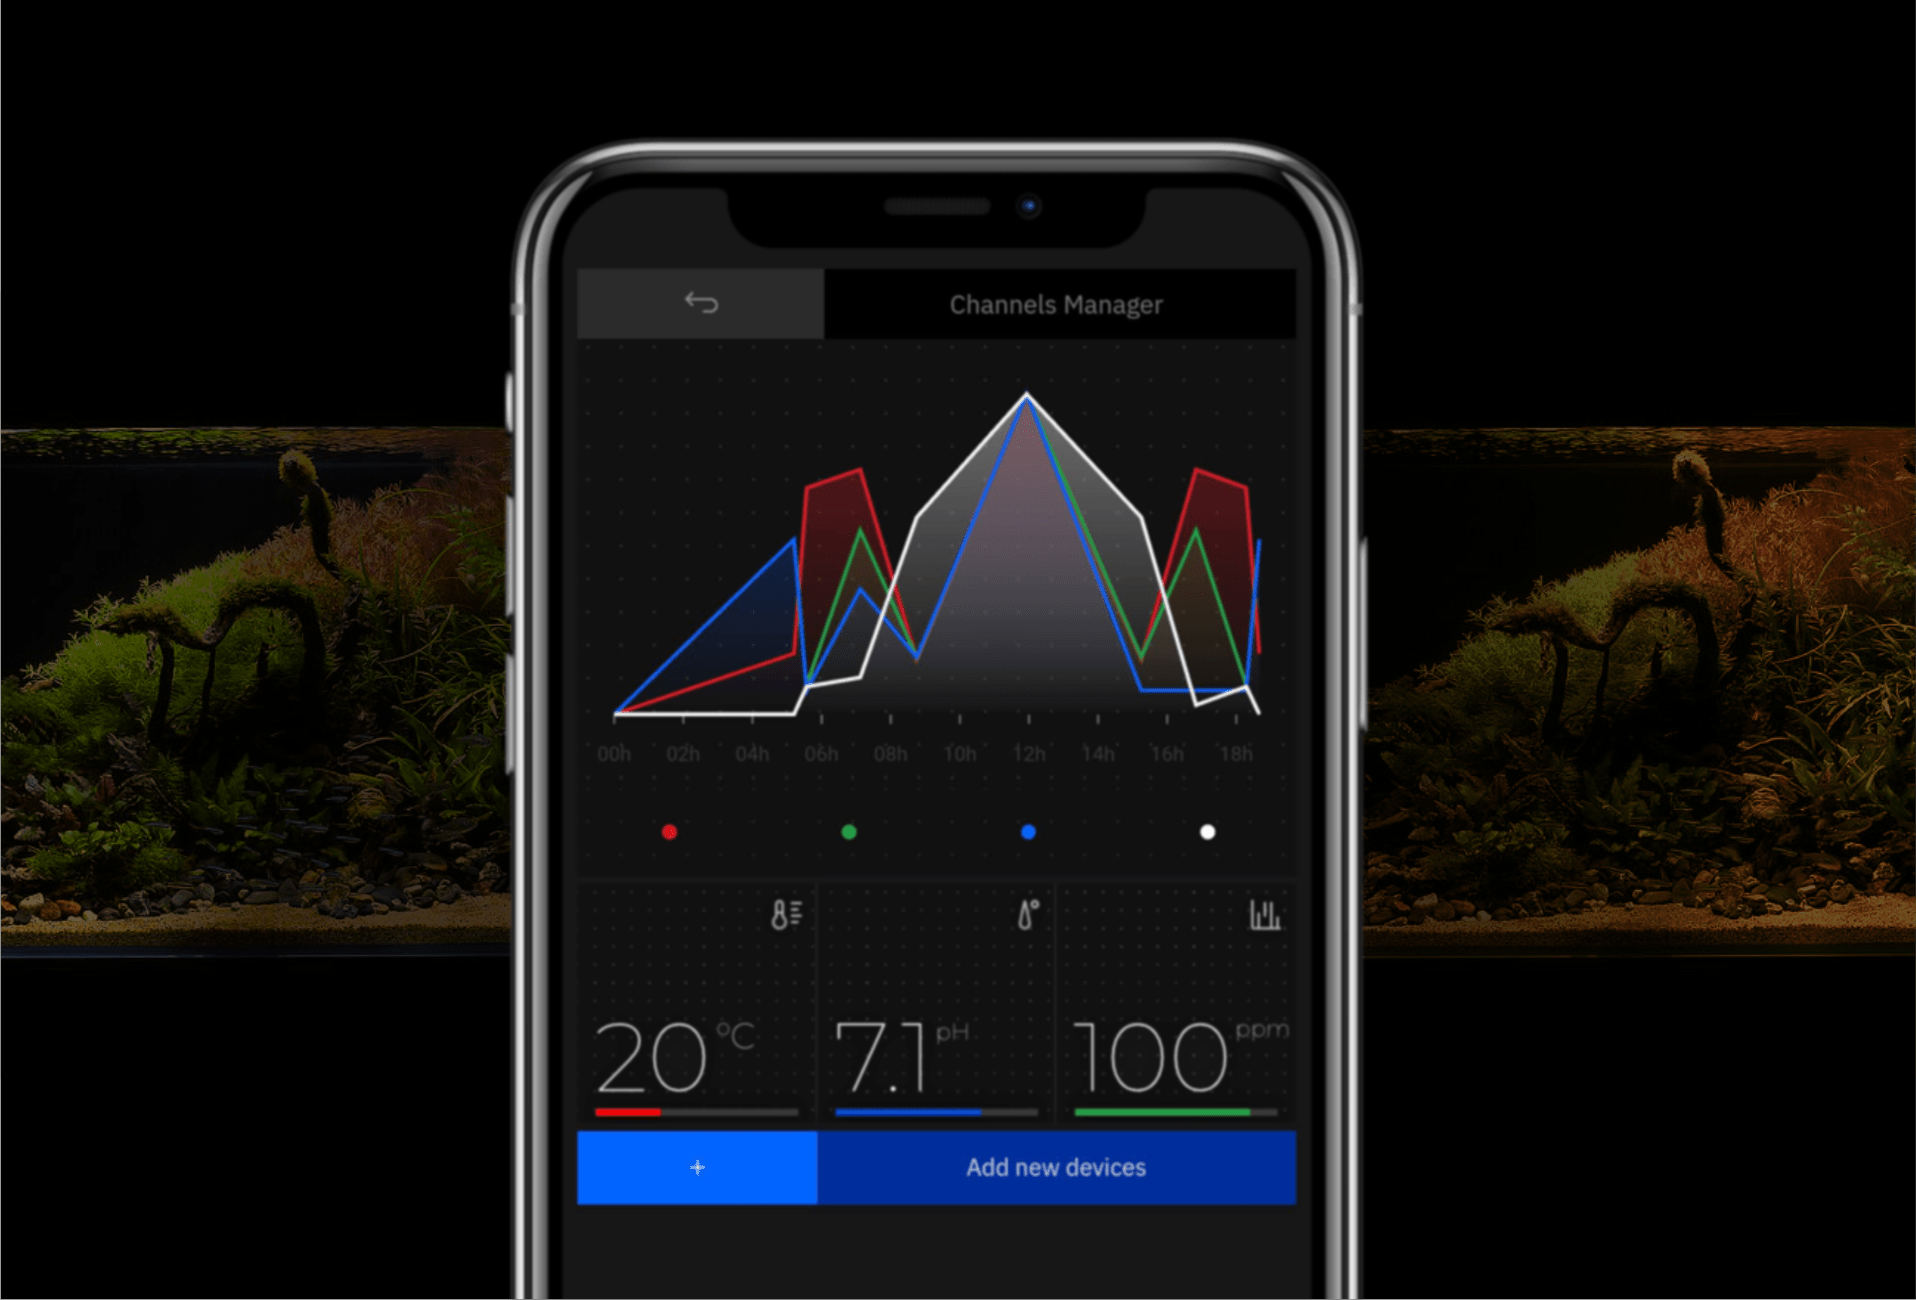 Channels Manager
00h 02h 04h 06h 08h 10h 12h 14h 16h 18h
20 °C
7.1 pH
100 ppm
+ Add new devices